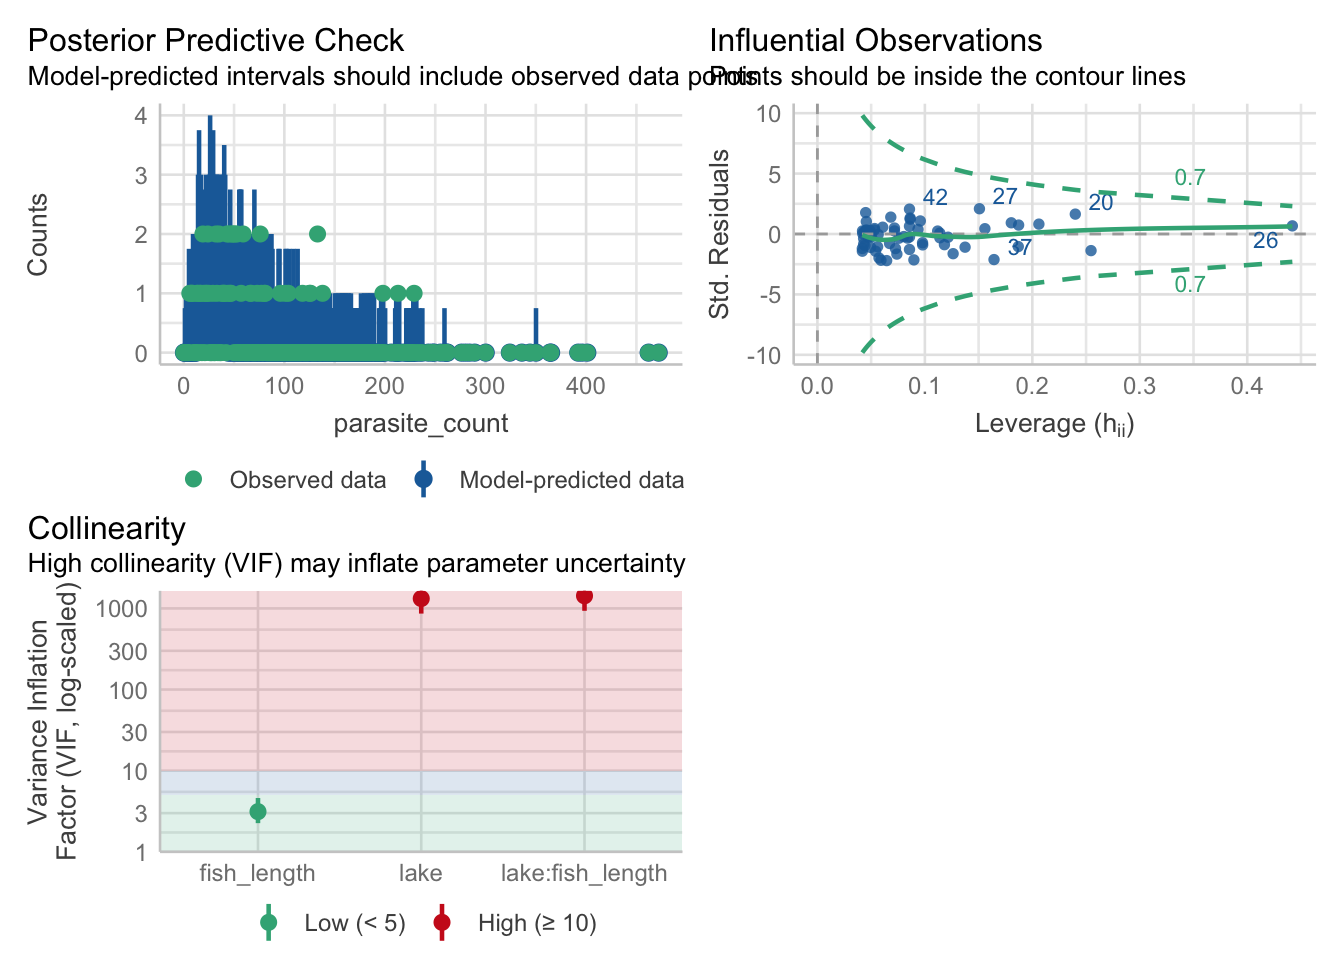 Posterior Predictive Check
Model-predicted intervals should include observed data points
Counts
4
3
2
1
0
0 100 200 300 400
parasite_count
Observed data Model-predicted data
Influential Observations
Points should be inside the contour lines
Std. Residuals
10
5
0
-5
-10
0.7
42 27 20
37 26
0.7
0.0 0.1 0.2 0.3 0.4
Leverage (hii)
Collinearity
High collinearity (VIF) may inflate parameter uncertainty
Variance Inflation
Factor (VIF, log-scaled)
1000
300
100
30
10
3
1
fish_length lake lake:fish_length
Low (< 5) High (≥ 10)